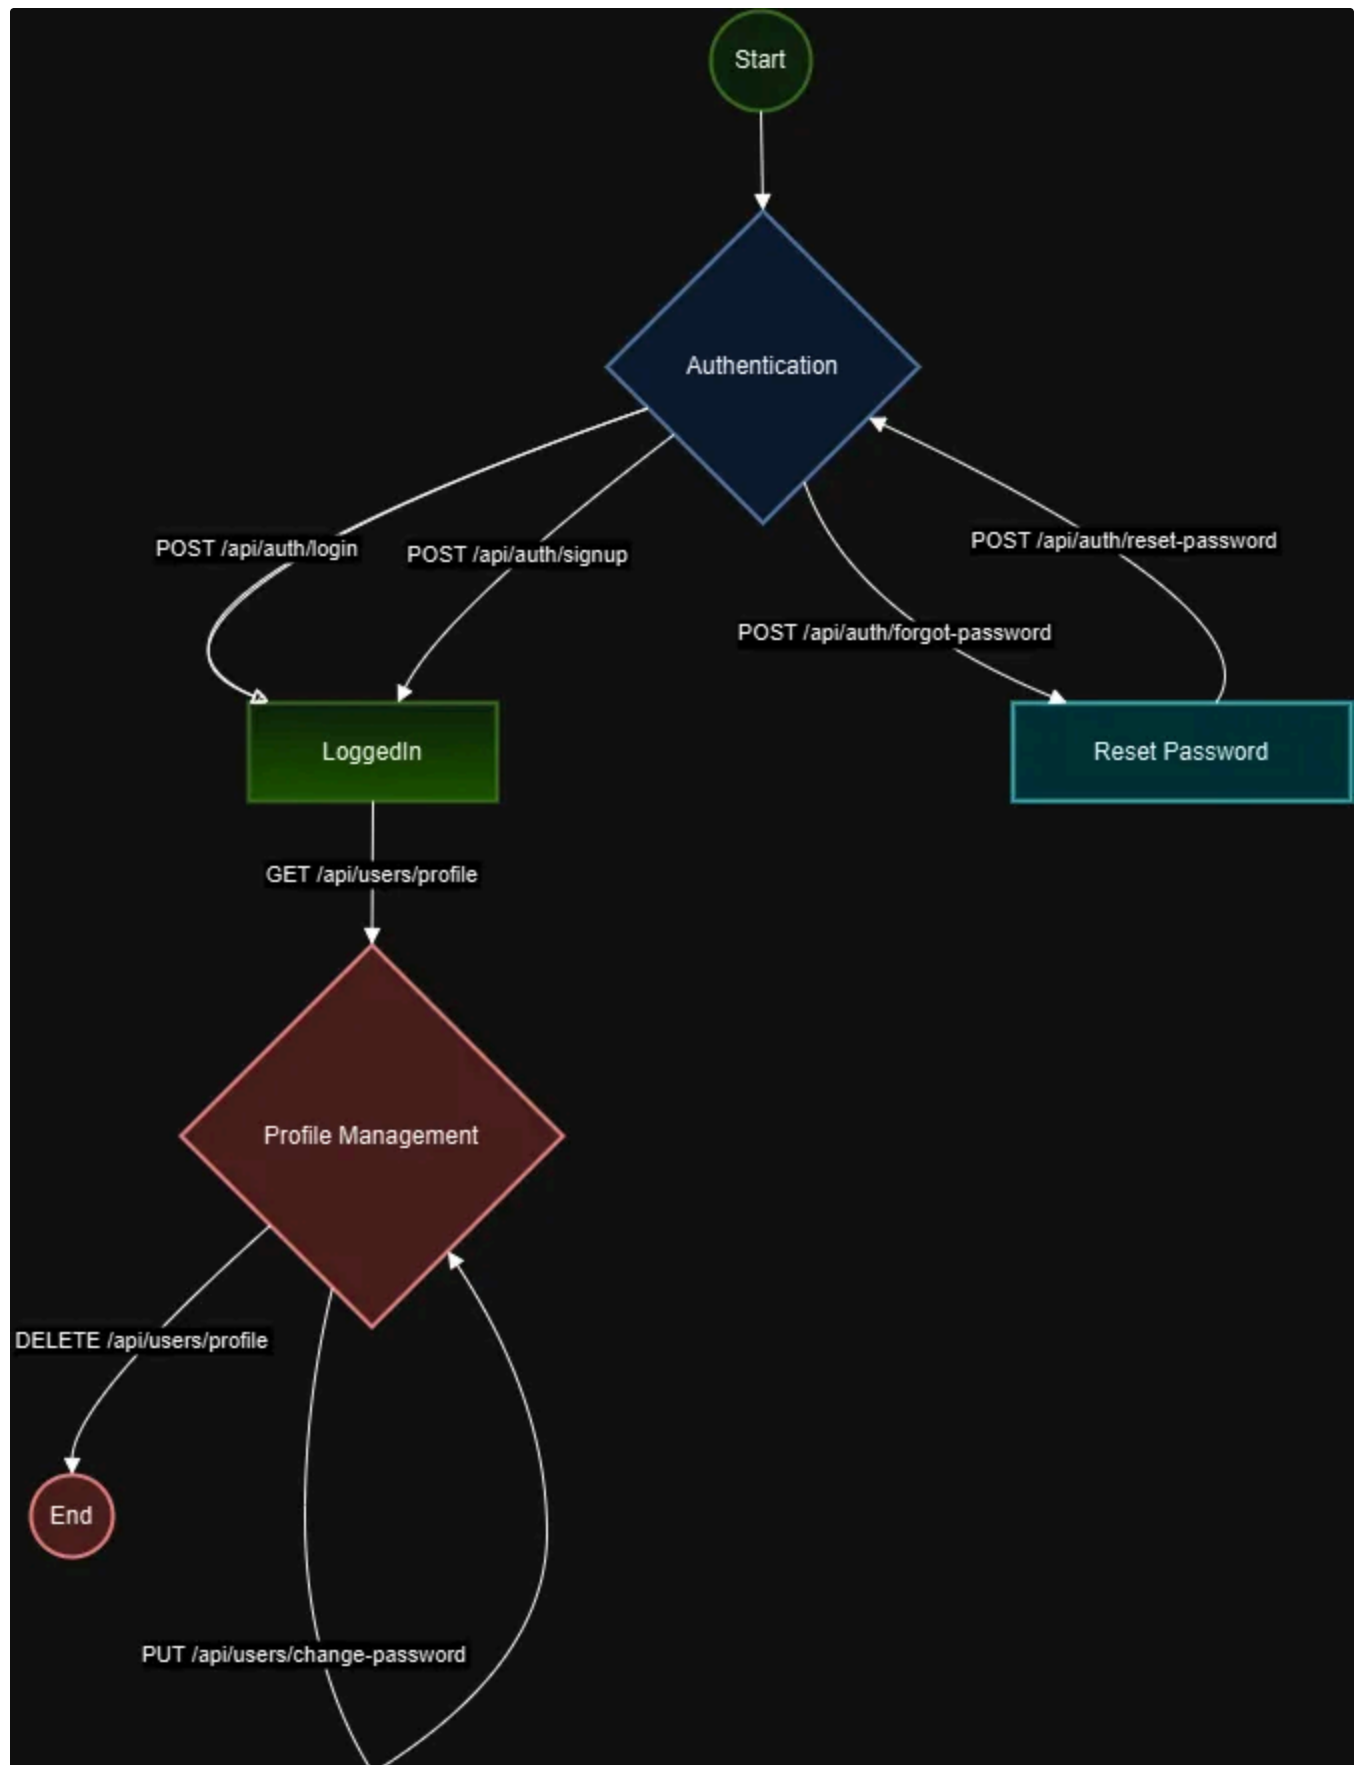 Start
Authentication
POST /api/auth/login
POST /api/auth/signup
POST /api/auth/reset-password
POST /api/auth/forgot-password
LoggedIn
Reset Password
GET /api/users/profile
Profile Management
DELETE /api/users/profile
End
PUT /api/users/change-password